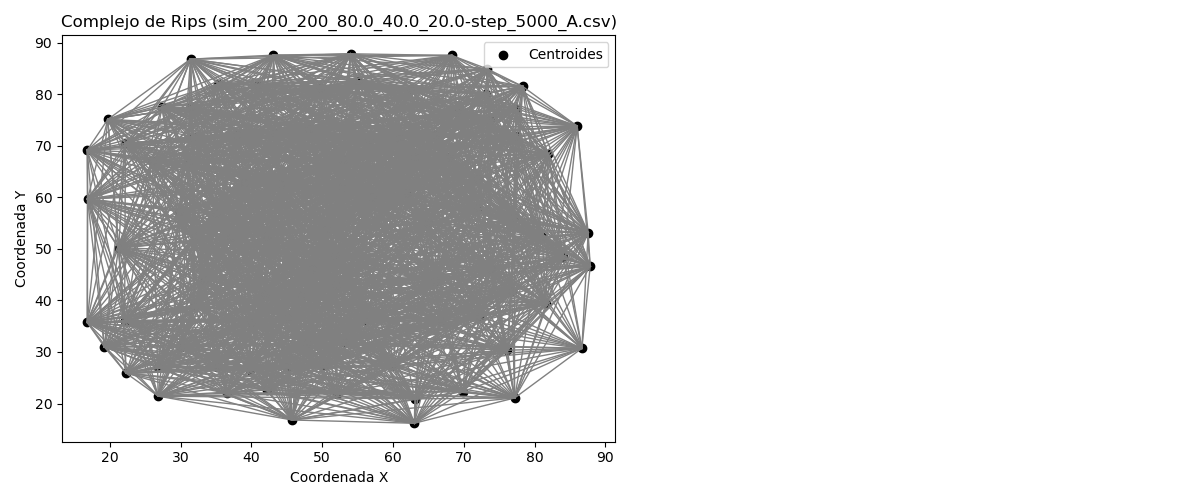 Complejo de Rips (sim_200_200_80.0_40.0_20.0-step_5000_A.csv)
Centroides
90
80
70
60
50
40
30
20
Coordenada Y
20 30 40 50 60 70 80 90
Coordenada X